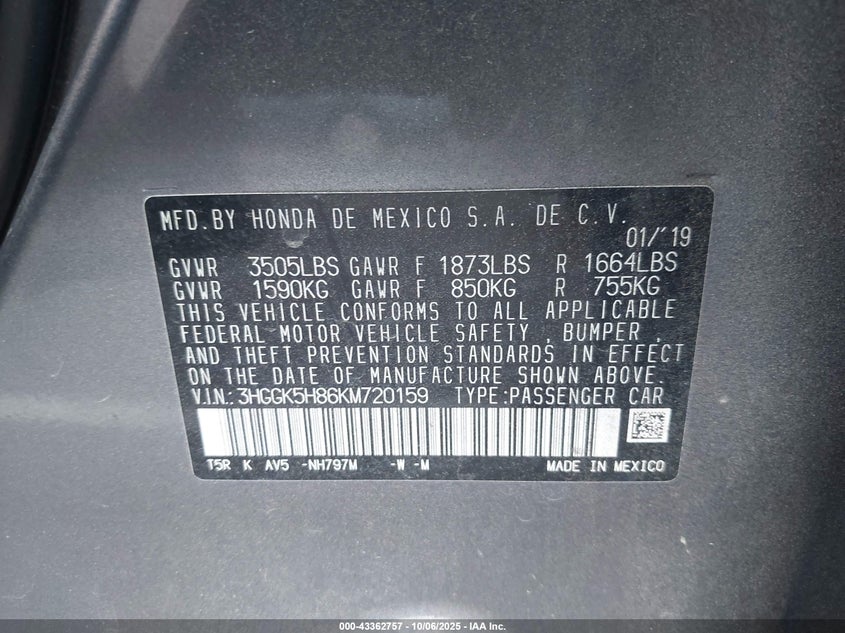 MFD.BY HONDA DE MEXICO S.A. DE C.V.
01/'19
GVWR 3505LBS GAWR F 1873LBS R 1664LBS
GVWR 1590KG GAWR F 850KG R 755KG
THIS VEHICLE CONFORMS TO ALL APPLICABLE
FEDERAL MOTOR VEHICLE SAFETY , BUMPER ,
AND THEFT PREVENTION STANDARDS IN EFFECT
ON THE DATE OF MANUFACTURE SHOWN ABOVE.
V.I.N.:3HGGK5H86KM720159 TYPE:PASSENGER CAR
T5R K AV5 -NH797M -W -M MADE IN MEXICO
000-43362757 - 10/06/2025 - IAA Inc.